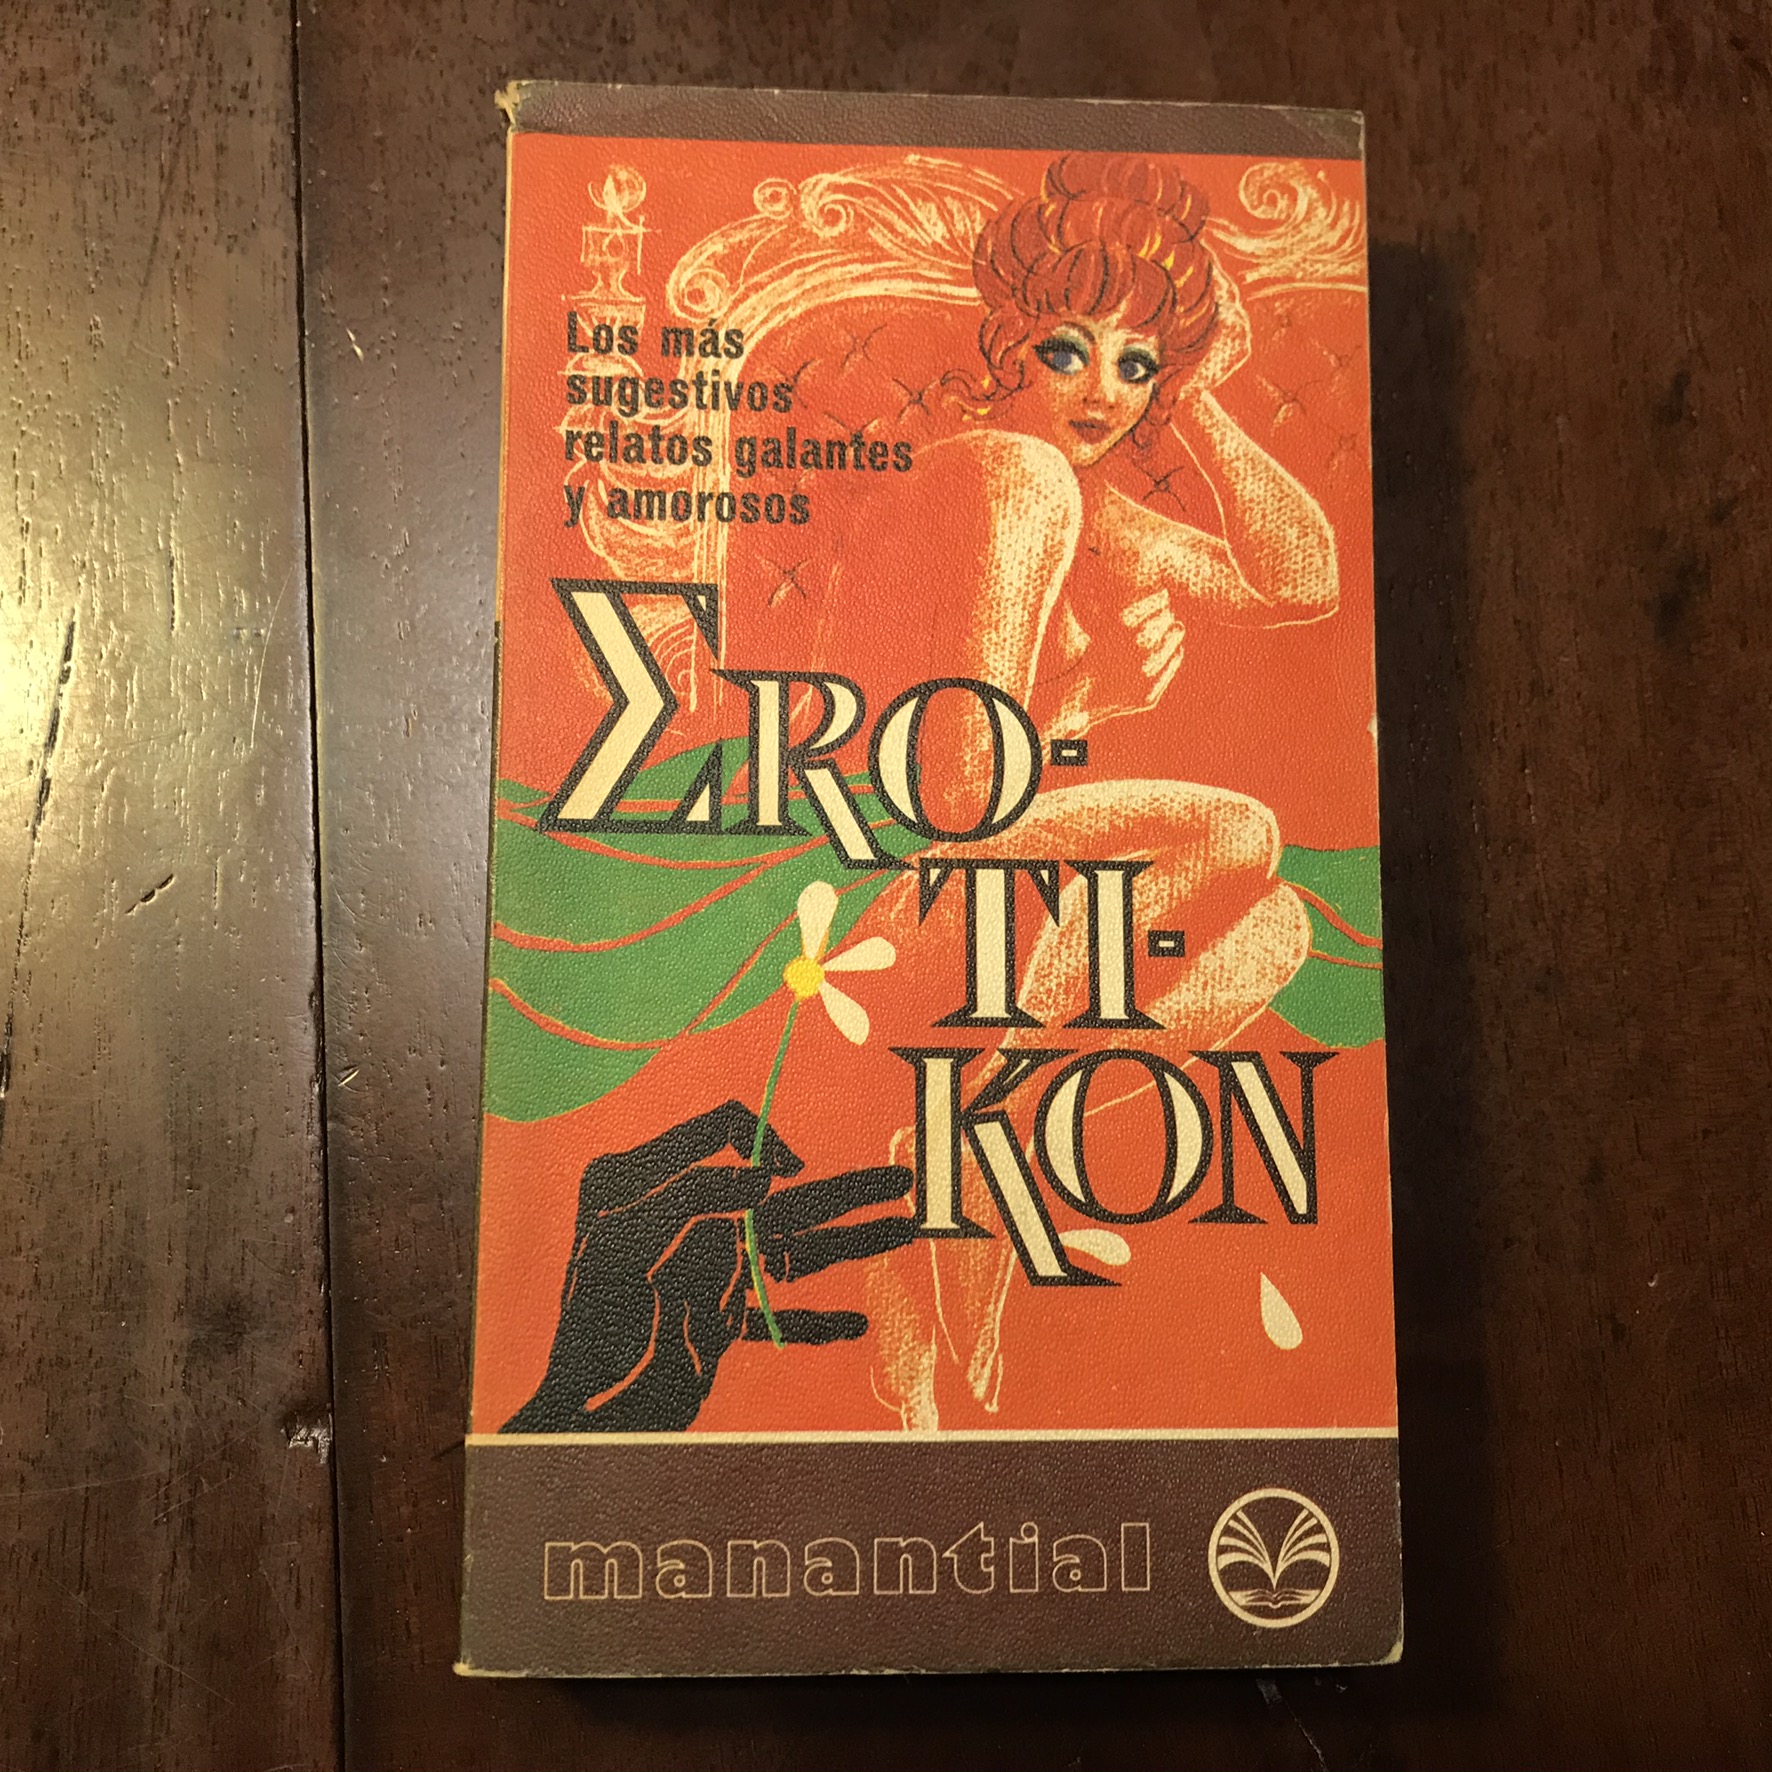 Los más
sugestivos
relatos galantes
y amorosos
ΣRO-
TI-
KON
manantial